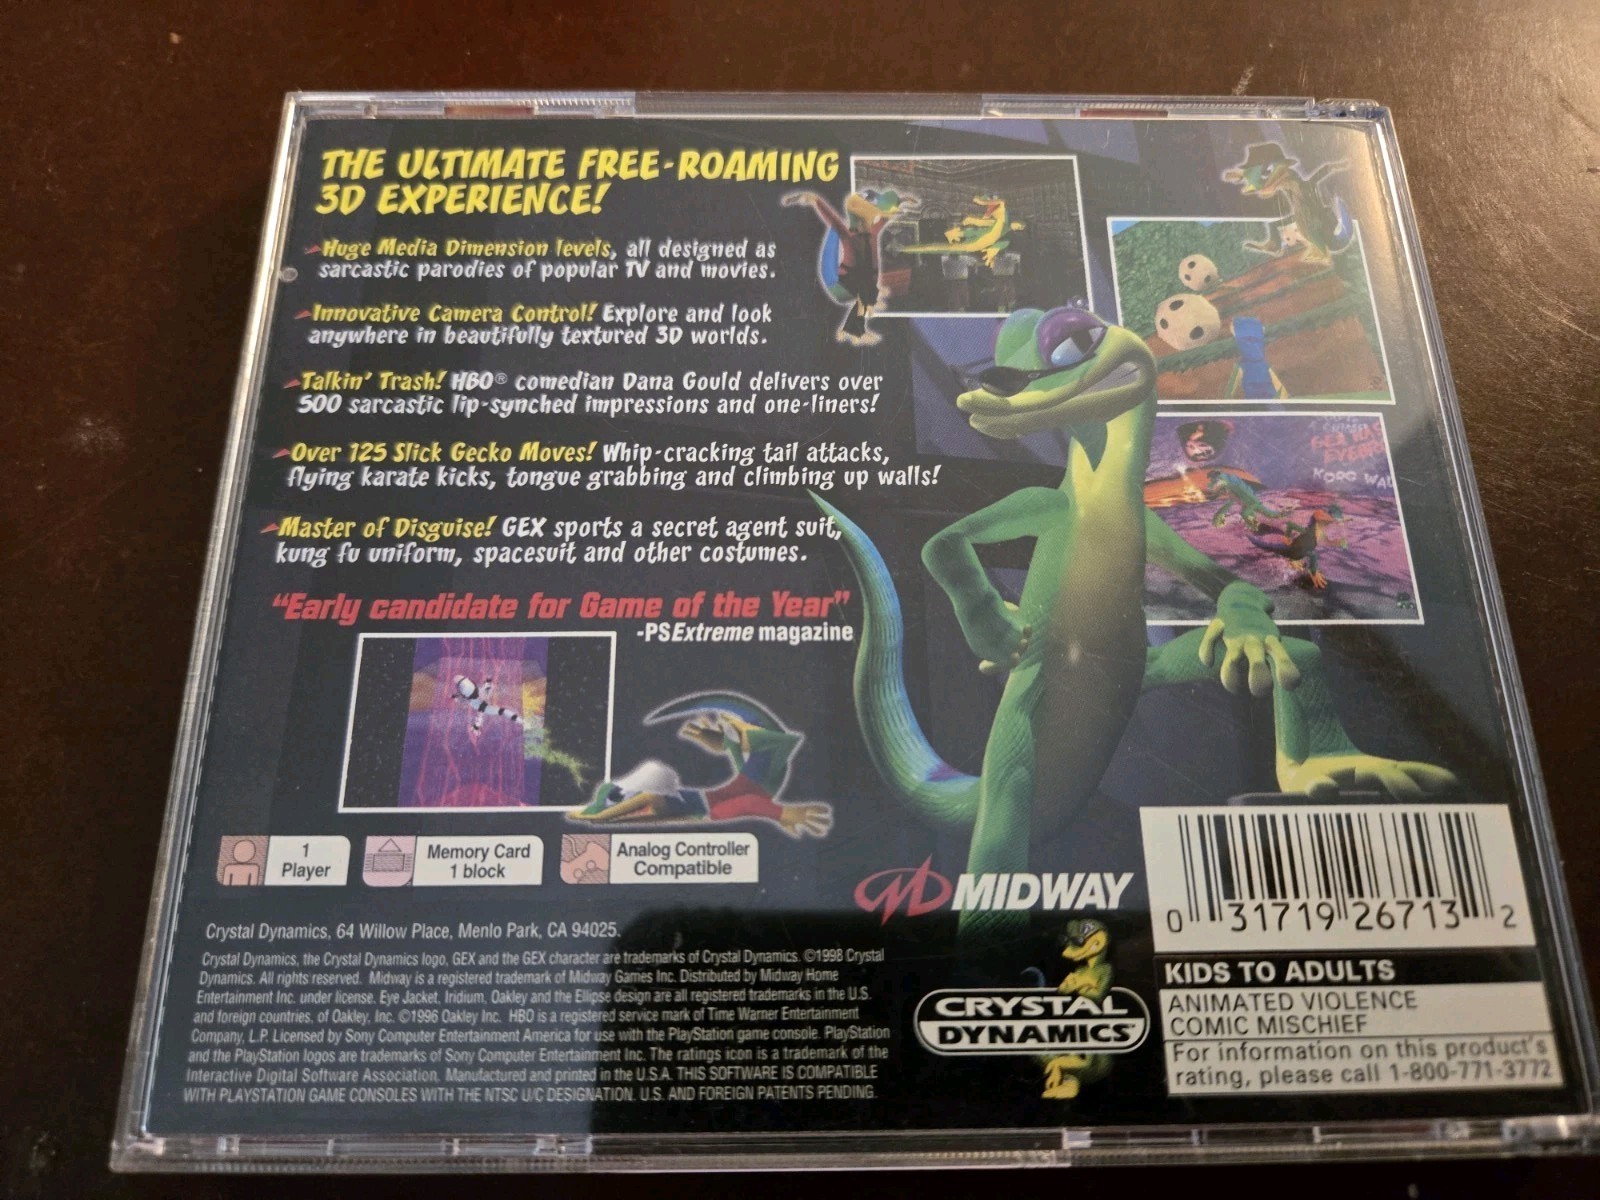 THE ULTIMATE FREE-ROAMING
3D EXPERIENCE!
Huge Media Dimension levels, all designed as
sarcastic parodies of popular TV and movies.
Innovative Camera Control! Explore and look
anywhere in beautifully textured 3D worlds.
Talkin' Trash! HBO® comedian Dana Gould delivers over
500 sarcastic lip-synched impressions and one-liners!
Over 125 Slick Gecko Moves! Whip-cracking tail attacks,
flying karate kicks, tongue grabbing and climbing up walls!
Master of Disguise! GEX sports a secret agent suit,
kung fu uniform, spacesuit and other costumes.
"Early candidate for Game of the Year"
-PSExtreme magazine
1
Player
Memory Card
1 block
Analog Controller
Compatible
MIDWAY
CRYSTAL
DYNAMICS
0 31719 26713 2
KIDS TO ADULTS
ANIMATED VIOLENCE
COMIC MISCHIEF
For information on this product's
rating, please call 1-800-771-3772
Crystal Dynamics, 64 Willow Place, Menlo Park, CA 94025.
Crystal Dynamics, the Crystal Dynamics logo, GEX and the GEX character are trademarks of Crystal Dynamics. ©1998 Crystal
Dynamics. All rights reserved. Midway is a registered trademark of Midway Games Inc. Distributed by Midway Home
Entertainment Inc. under license. Eye Jacket, Iridium, Oakley and the Ellipse design are all registered trademarks in the U.S.
and foreign countries, of Oakley, Inc. ©1996 Oakley Inc. HBO is a registered service mark of Time Warner Entertainment
Company, L.P. Licensed by Sony Computer Entertainment America for use with the PlayStation game console. PlayStation
and the PlayStation logos are trademarks of Sony Computer Entertainment Inc. The ratings icon is a trademark of the
Interactive Digital Software Association. Manufactured and printed in the U.S.A. THIS SOFTWARE IS COMPATIBLE
WITH PLAYSTATION GAME CONSOLES WITH THE NTSC U/C DESIGNATION. U.S. AND FOREIGN PATENTS PENDING.